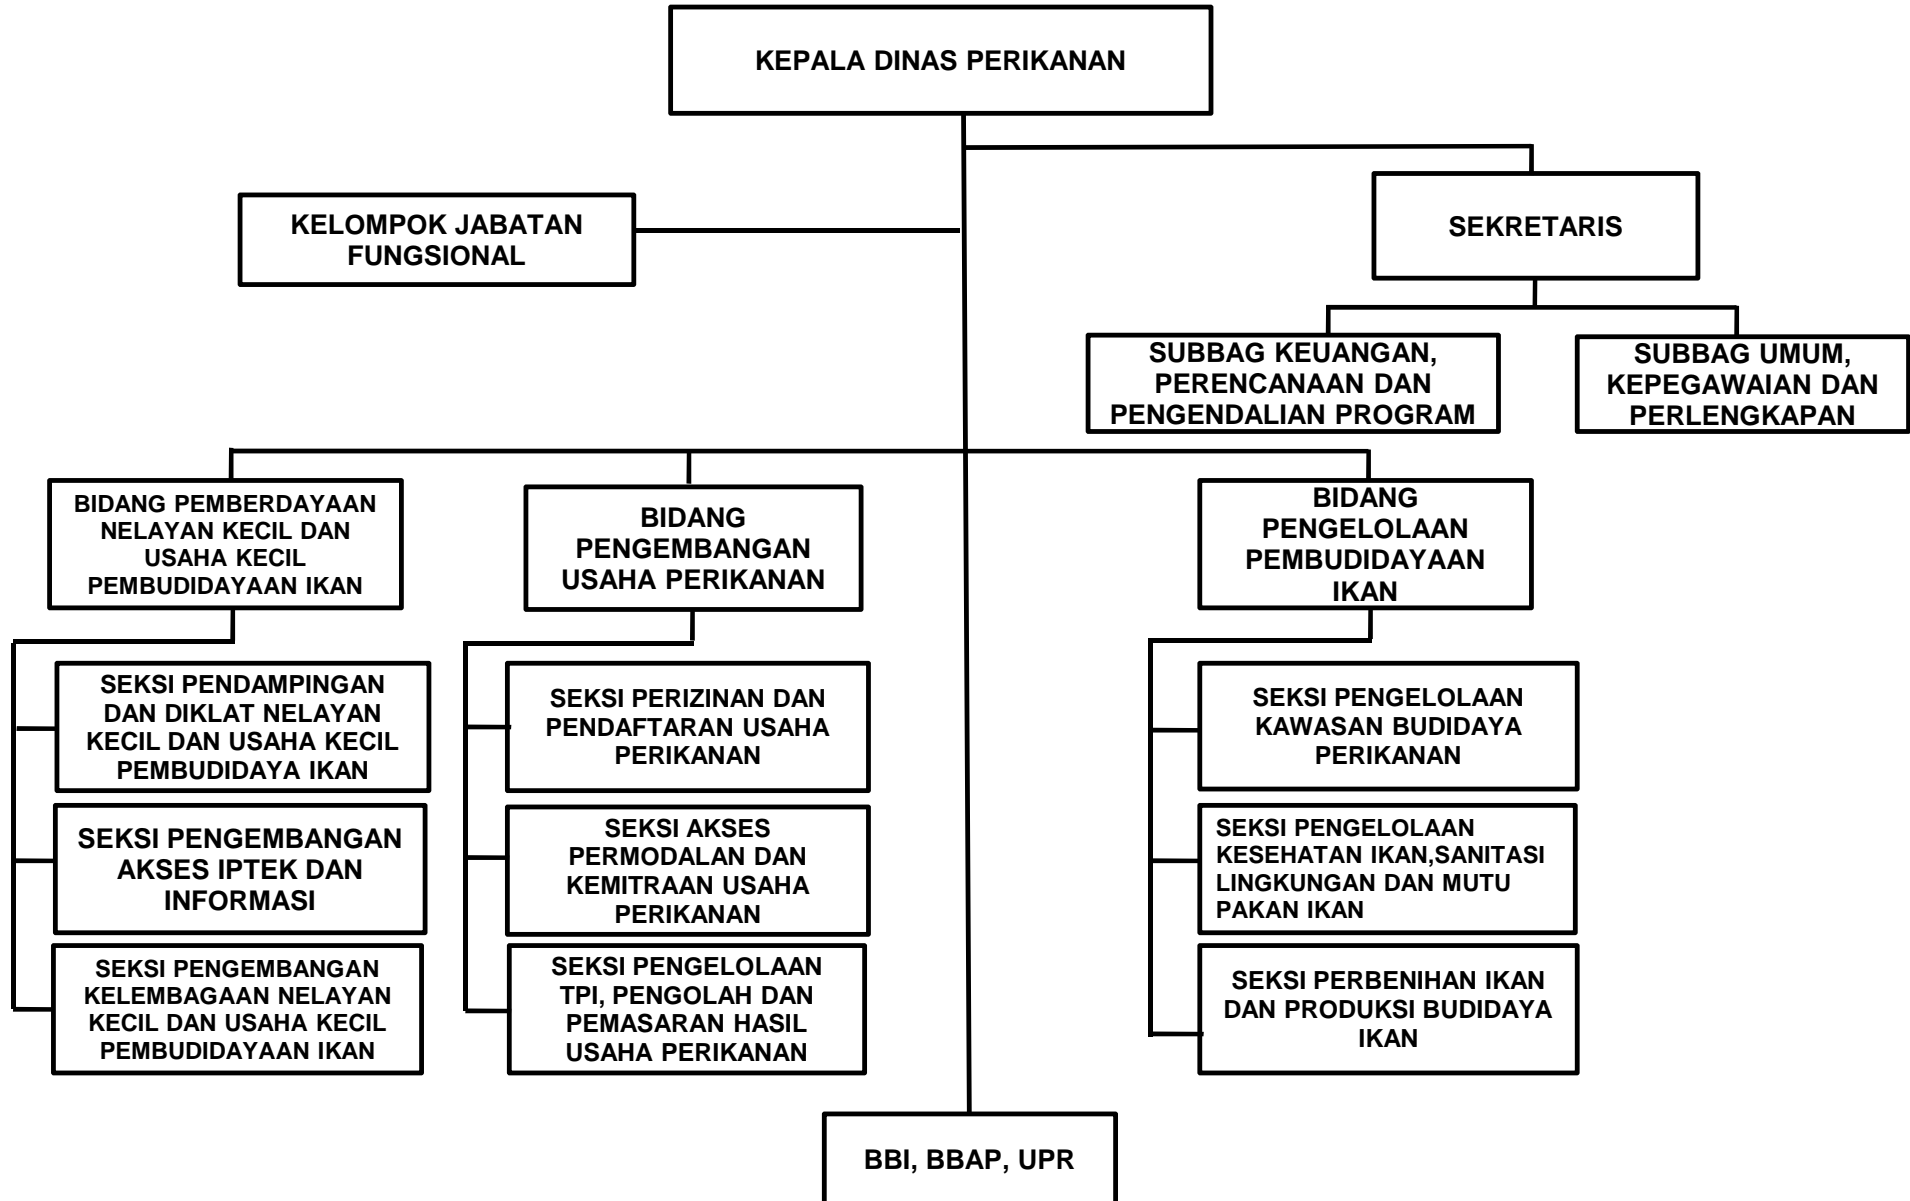 KEPALA DINAS PERIKANAN
KELOMPOK JABATAN
FUNGSIONAL
SEKRETARIS
SUBBAG KEUANGAN,
PERENCANAAN DAN
PENGENDALIAN PROGRAM
SUBBAG UMUM,
KEPEGAWAIAN DAN
PERLENGKAPAN
BIDANG PEMBERDAYAAN
NELAYAN KECIL DAN
USAHA KECIL
PEMBUDIDAYAAN IKAN
BIDANG
PENGEMBANGAN
USAHA PERIKANAN
BIDANG
PENGELOLAAN
PEMBUDIDAYAAN
IKAN
SEKSI PENDAMPINGAN
DAN DIKLAT NELAYAN
KECIL DAN USAHA KECIL
PEMBUDIDAYA IKAN
SEKSI PENGEMBANGAN
AKSES IPTEK DAN
INFORMASI
SEKSI PENGEMBANGAN
KELEMBAGAAN NELAYAN
KECIL DAN USAHA KECIL
PEMBUDIDAYAAN IKAN
SEKSI PERIZINAN DAN
PENDAFTARAN USAHA
PERIKANAN
SEKSI AKSES
PERMODALAN DAN
KEMITRAAN USAHA
PERIKANAN
SEKSI PENGELOLAAN
TPI, PENGOLAH DAN
PEMASARAN HASIL
USAHA PERIKANAN
SEKSI PENGELOLAAN
KAWASAN BUDIDAYA
PERIKANAN
SEKSI PENGELOLAAN
KESEHATAN IKAN,SANITASI
LINGKUNGAN DAN MUTU
PAKAN IKAN
SEKSI PERBENIHAN IKAN
DAN PRODUKSI BUDIDAYA
IKAN
BBI, BBAP, UPR